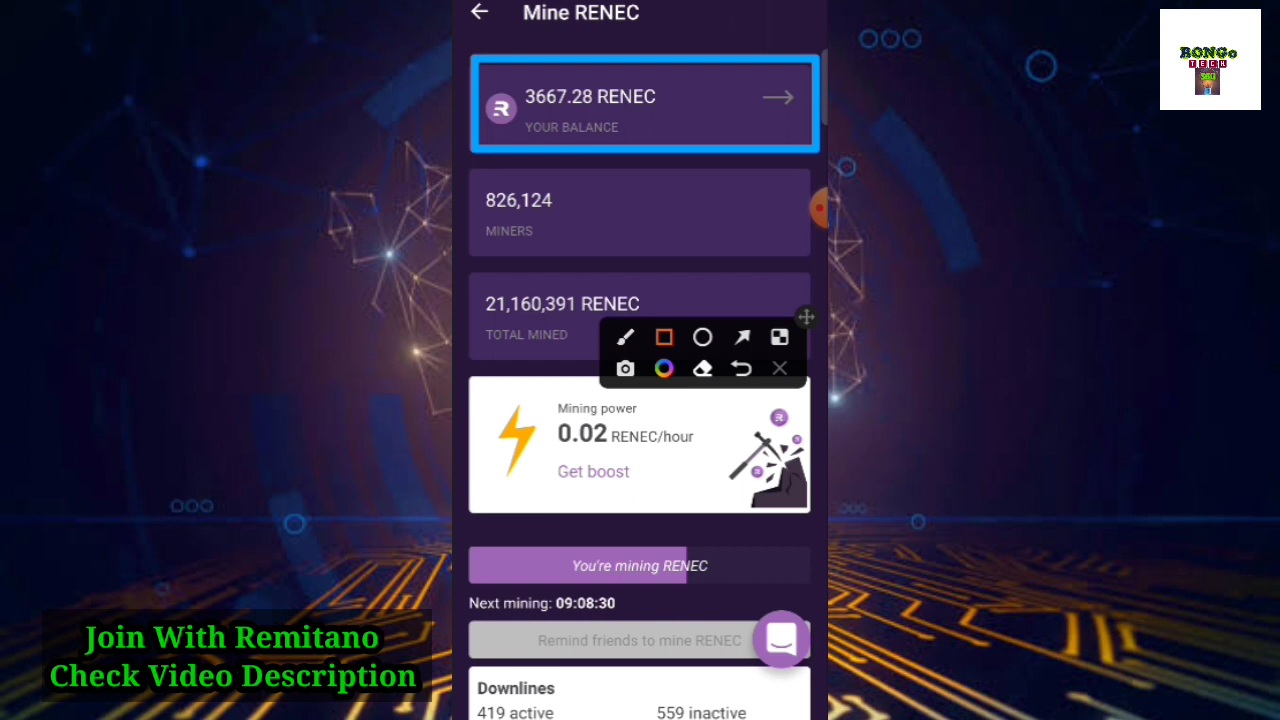 Mine RENEC
3667.28 RENEC
YOUR BALANCE
826,124
MINERS
21,160,391 RENEC
TOTAL MINED
Mining power
0.02 RENEC/hour
Get boost
You're mining RENEC
Next mining: 09:08:30
Remind friends to mine RENEC
Downlines
419 active 559 inactive
Join With Remitano
Check Video Description
BONGo
TECH